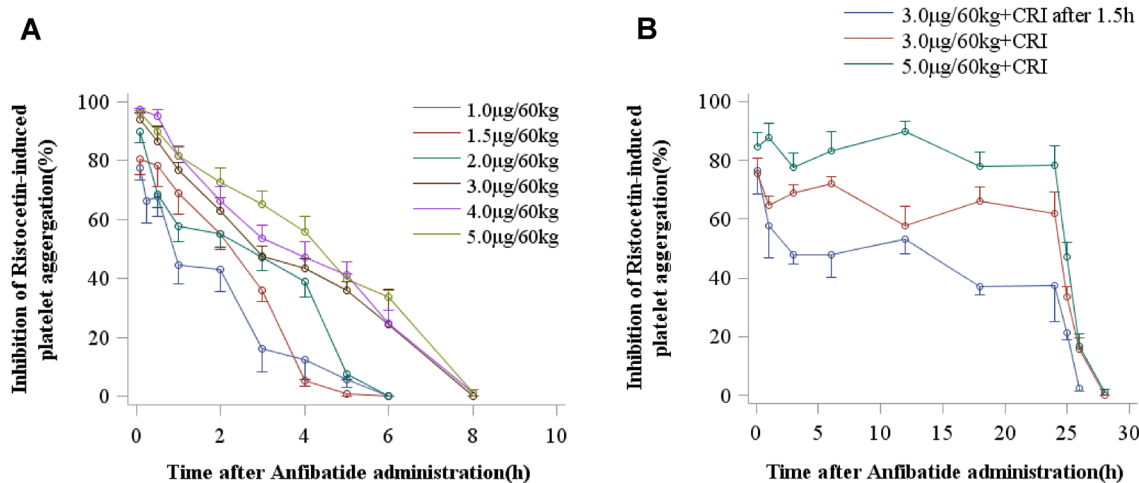 A
Inhibition of Ristocetin-induced
platelet aggergation(%)
100
80
60
40
20
0
0 2 4 6 8 10
Time after Anfibatide administration(h)
1.0μg/60kg
1.5μg/60kg
2.0μg/60kg
3.0μg/60kg
4.0μg/60kg
5.0μg/60kg
B
3.0μg/60kg+CRI after 1.5h
3.0μg/60kg+CRI
5.0μg/60kg+CRI
Inhibition of Ristocetin-induced
platelet aggergation(%)
100
80
60
40
20
0
0 5 10 15 20 25 30
Time after Anfibatide administration(h)